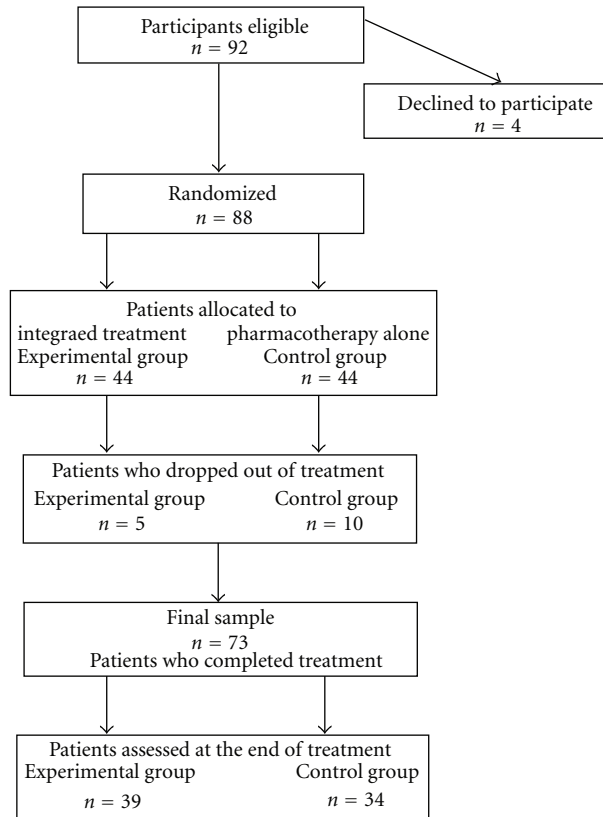 Participants eligible
n = 92
Declined to participate
n = 4
Randomized
n = 88
Patients allocated to
integraed treatment pharmacotherapy alone
Experimental group Control group
n = 44 n = 44
Patients who dropped out of treatment
Experimental group Control group
n = 5 n = 10
Final sample
n = 73
Patients who completed treatment
Patients assessed at the end of treatment
Experimental group Control group
n = 39 n = 34